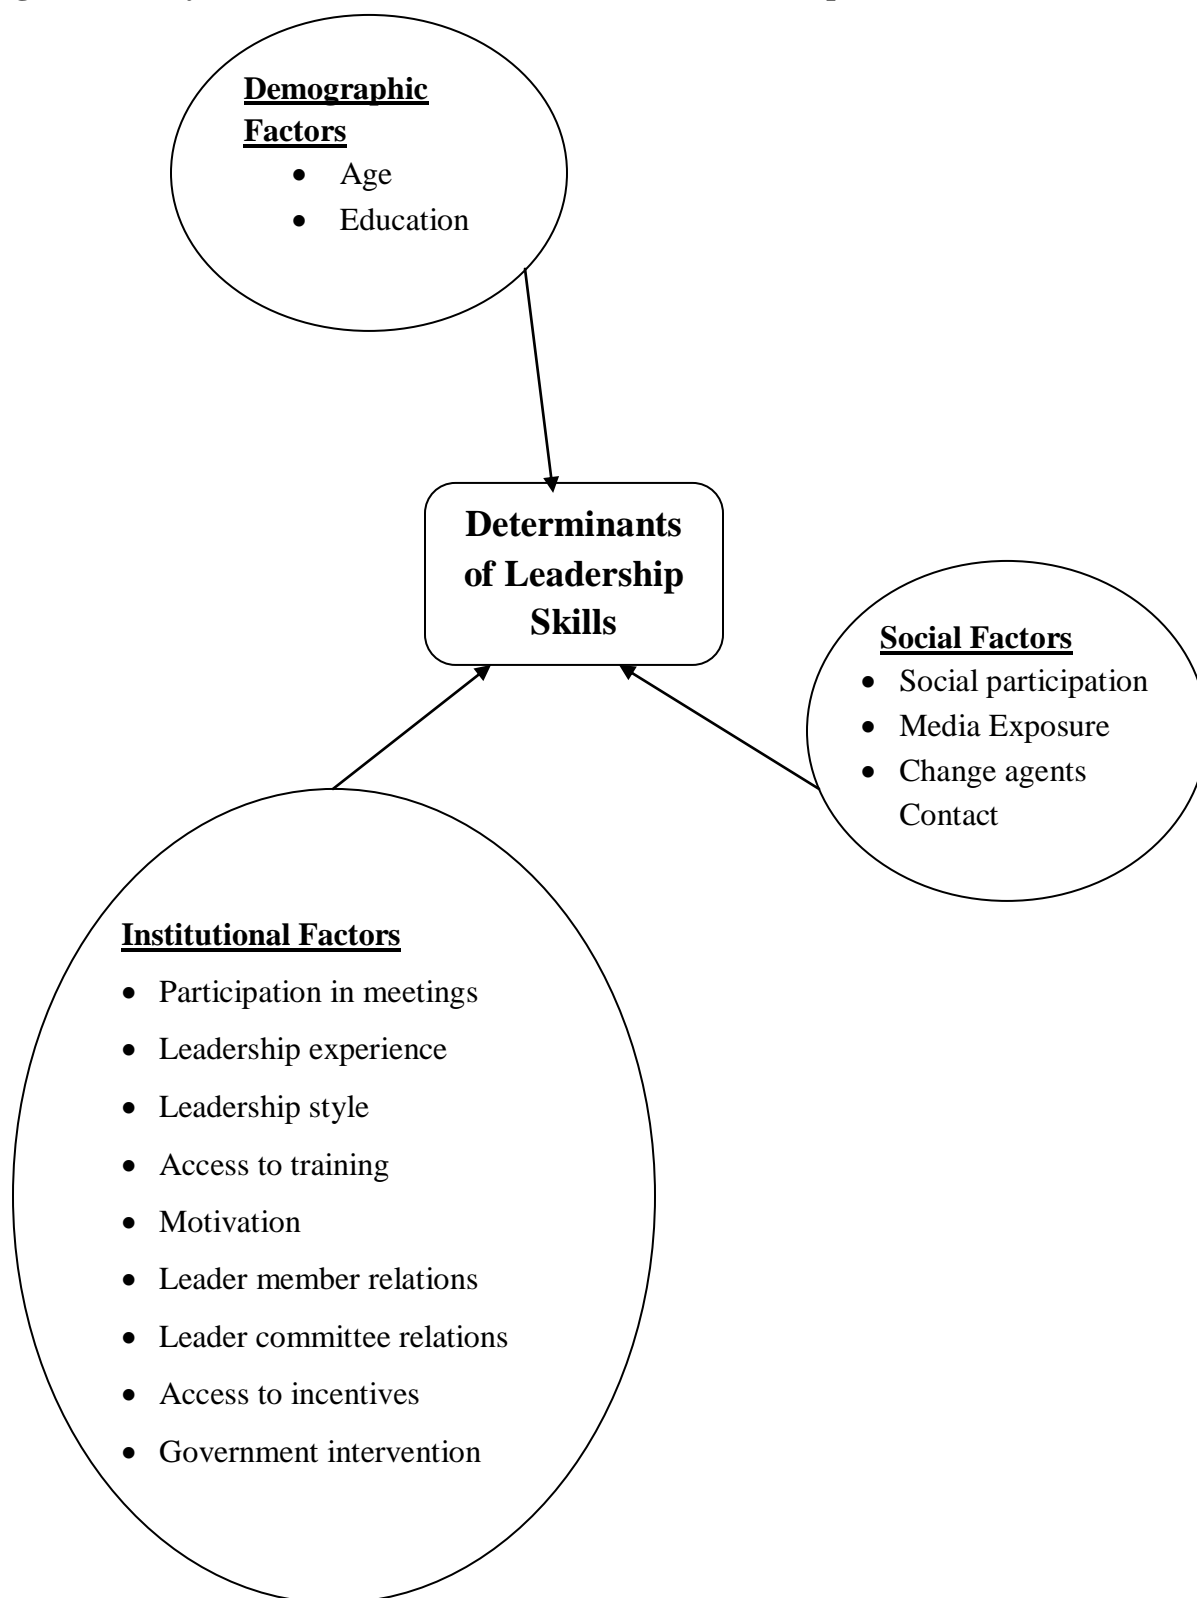 Demographic
Factors
• Age
• Education
Determinants
of Leadership
Skills
Social Factors
• Social participation
• Media Exposure
• Change agents
Contact
Institutional Factors
• Participation in meetings
• Leadership experience
• Leadership style
• Access to training
• Motivation
• Leader member relations
• Leader committee relations
• Access to incentives
• Government intervention